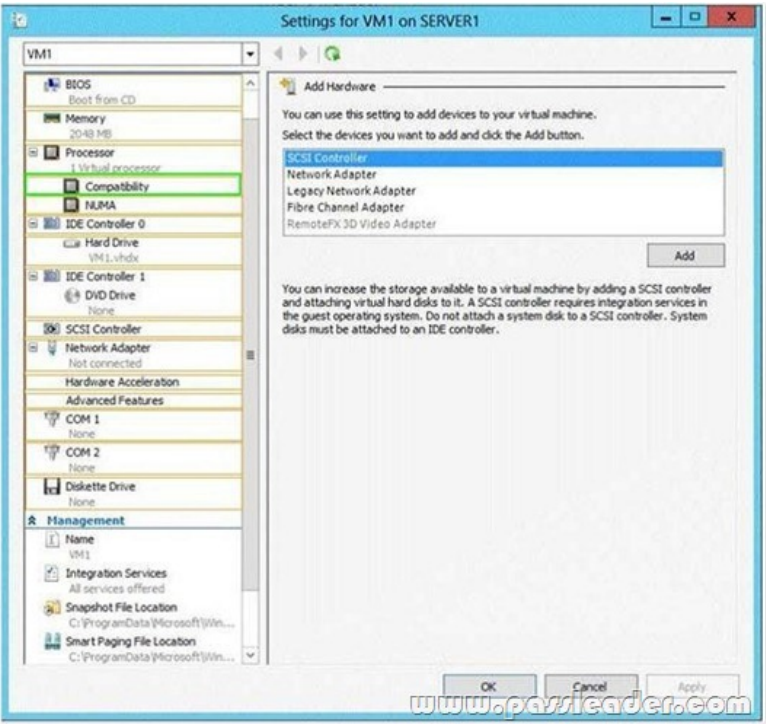 Settings for VM1 on SERVER1
VM1
BIOS
Boot from CD
Memory
2048 MB
Processor
1 Virtual processor
Compatibility
NUMA
IDE Controller 0
Hard Drive
VM1.vhdx
IDE Controller 1
DVD Drive
None
SCSI Controller
Network Adapter
Not connected
Hardware Acceleration
Advanced Features
COM 1
None
COM 2
None
Diskette Drive
None
Management
Name
VM1
Integration Services
All services offered
Snapshot File Location
C:\ProgramData\Microsoft\Win...
Smart Paging File Location
C:\ProgramData\Microsoft\Win...
Add Hardware
You can use this setting to add devices to your virtual machine.
Select the devices you want to add and click the Add button.
SCSI Controller
Network Adapter
Legacy Network Adapter
Fibre Channel Adapter
RemoteFX 3D Video Adapter
Add
You can increase the storage available to a virtual machine by adding a SCSI controller
and attaching virtual hard disks to it. A SCSI controller requires integration services in
the guest operating system. Do not attach a system disk to a SCSI controller. System
disks must be attached to an IDE controller.
OK
Cancel
Apply
www.passleader.com